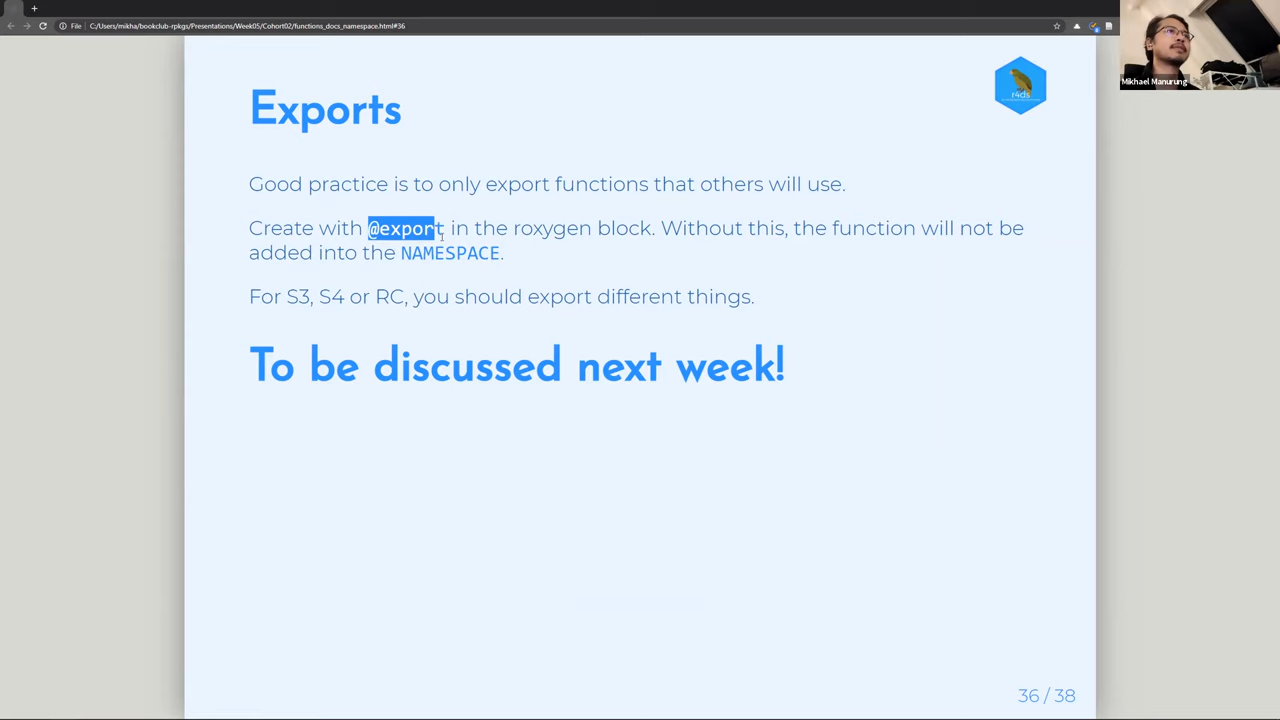 File
C:/Users/mikha/bookclub-rpkgs/Presentations/Week05/Cohort02/functions_docs_namespace.html#36
Mikhael Manurung
r4ds
Exports
Good practice is to only export functions that others will use.
Create with @export in the roxygen block. Without this, the function will not be
added into the NAMESPACE.
For S3, S4 or RC, you should export different things.
To be discussed next week!
36 / 38